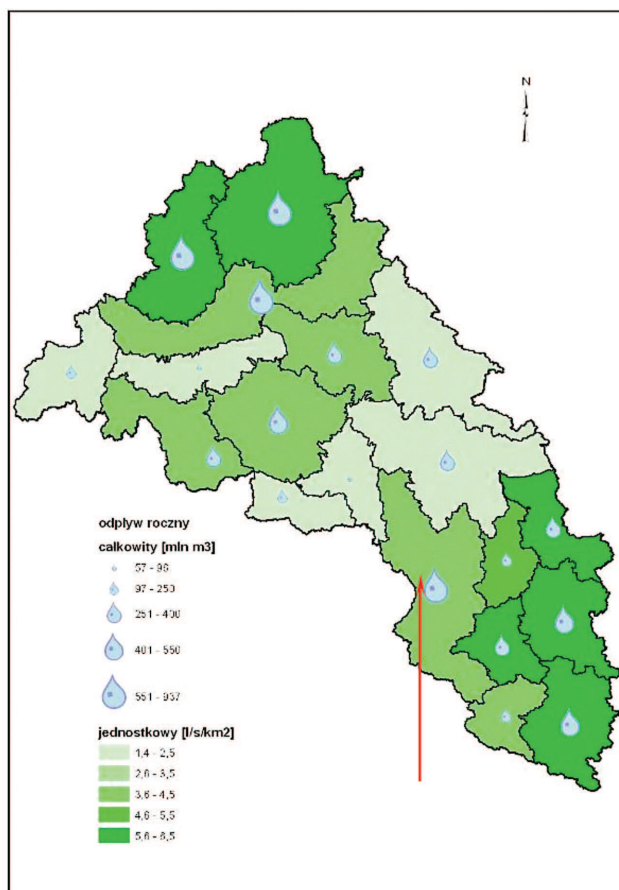 N
odpływ roczny
całkowity [mln m3]
57 - 96
97 - 250
251 - 400
401 - 550
551 - 937
jednostkowy [l/s/km2]
1,4 - 2,5
2,6 - 3,5
3,6 - 4,5
4,6 - 5,5
5,6 - 6,5